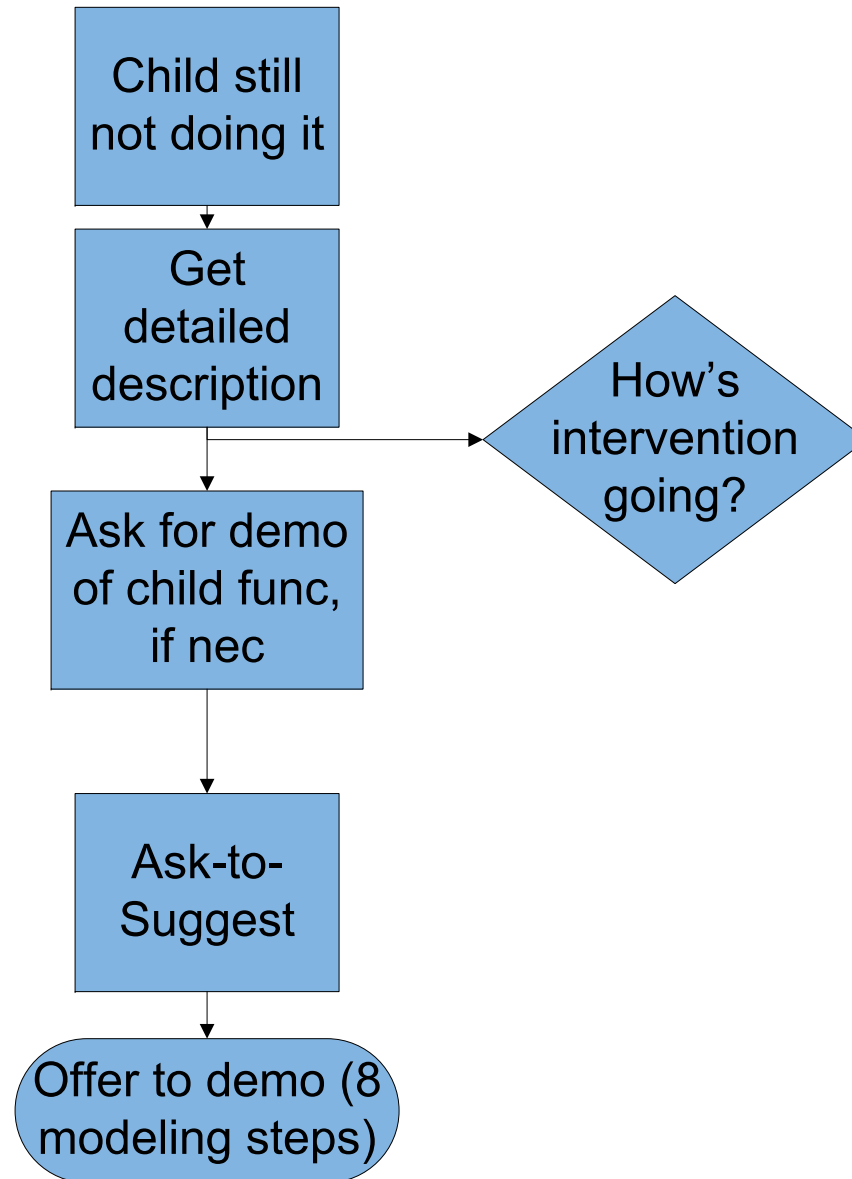 Child still
not doing it
Get
detailed
description
How’s
intervention
going?
Ask for demo
of child func,
if nec
Ask-to-
Suggest
Offer to demo (8
modeling steps)